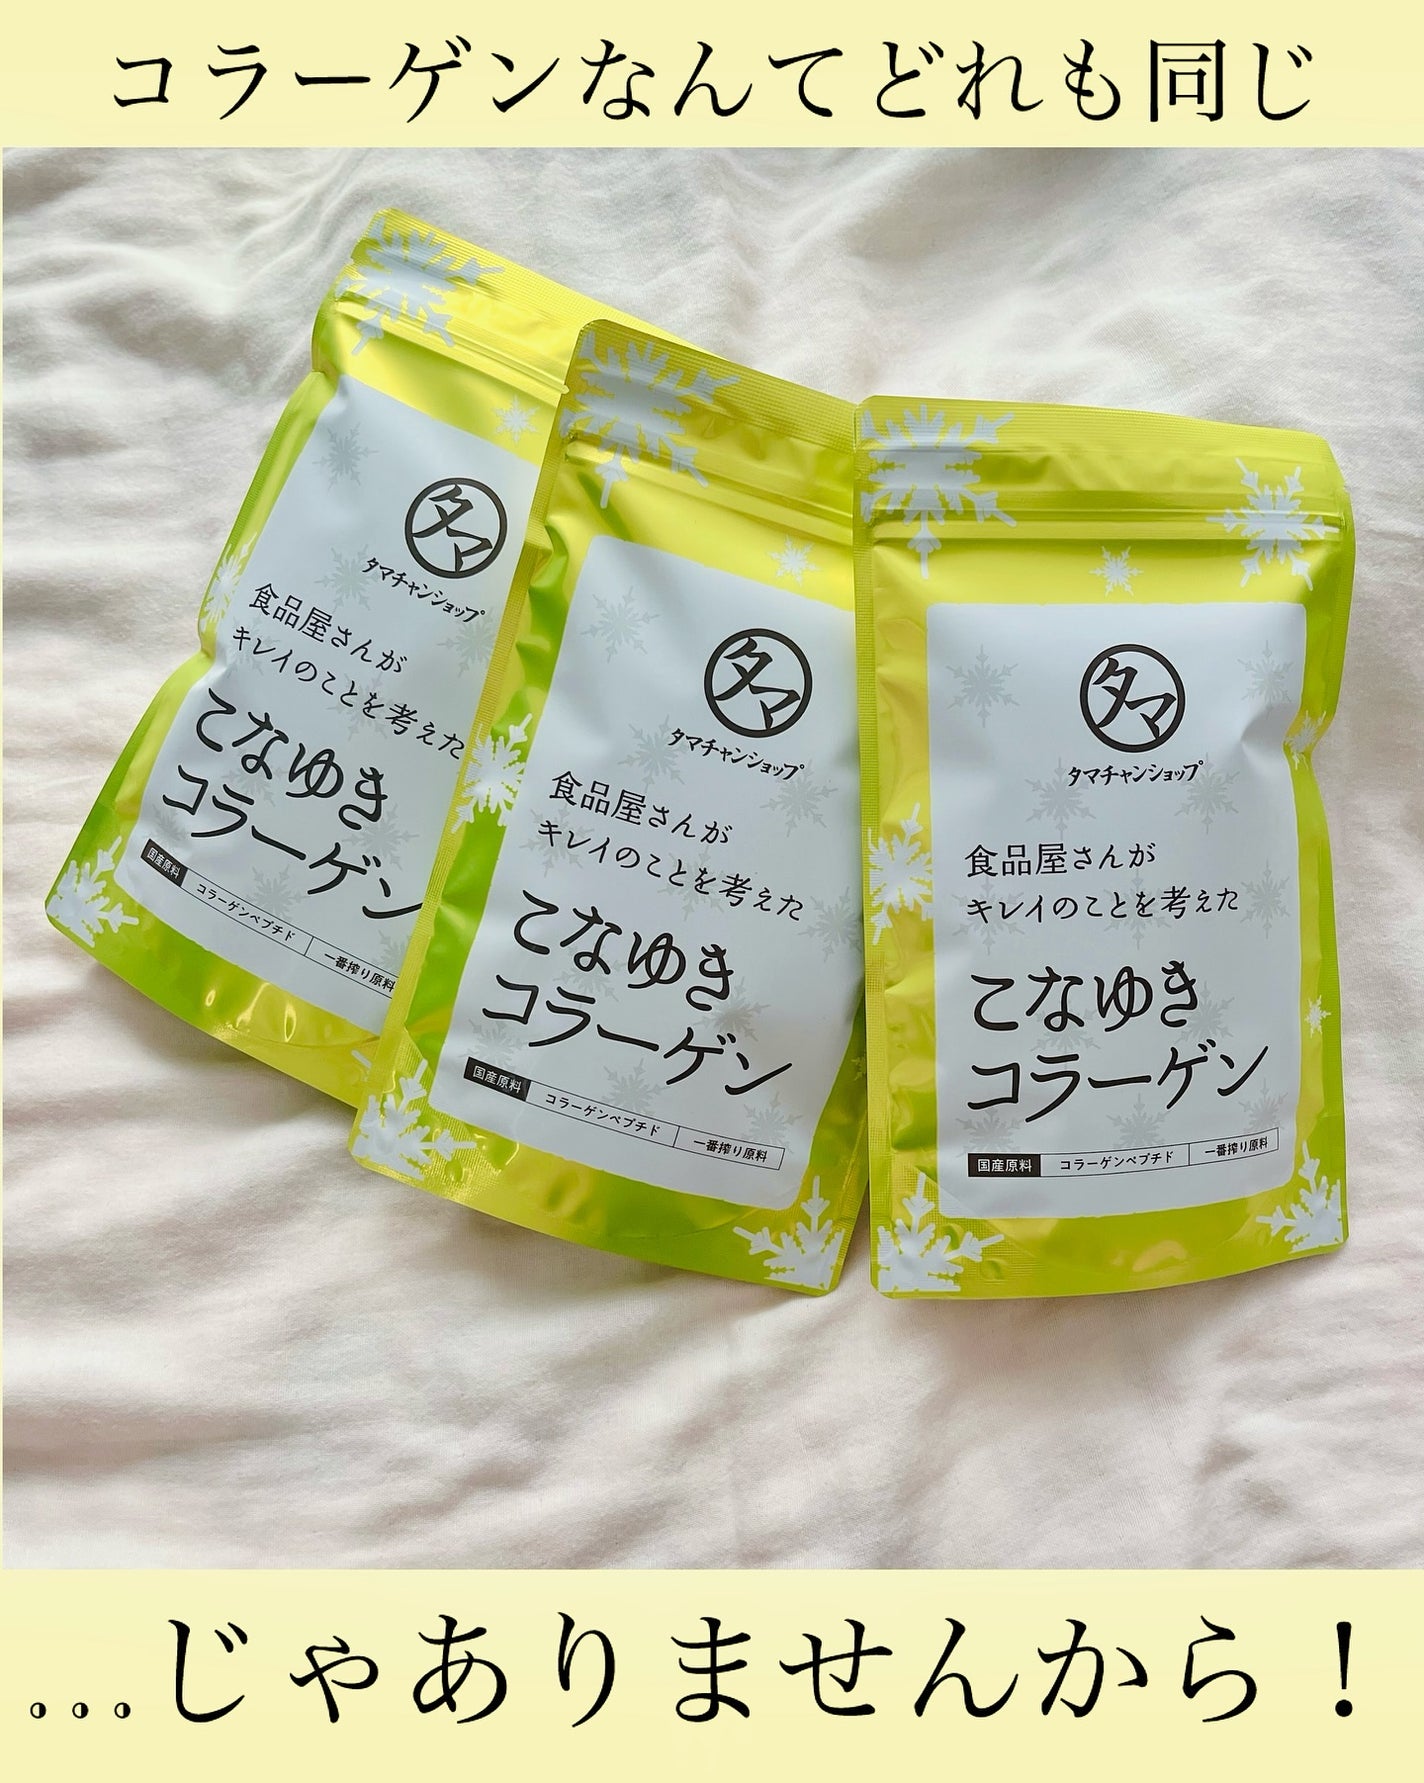 コラーゲンなんてどれも同じ
タマ
タマチャンショップ
食品屋さんが
キレイのことを考えた
こなゆき
コラーゲン
国産原料 コラーゲンペプチド 一番搾り原料
タマ
タマチャンショップ
食品屋さんが
キレイのことを考えた
こなゆき
コラーゲン
国産原料 コラーゲンペプチド 一番搾り原料
タマ
タマチャンショップ
食品屋さんが
キレイのことを考えた
こなゆき
コラーゲン
国産原料 コラーゲンペプチド 一番搾り原料
...じゃありませんから！